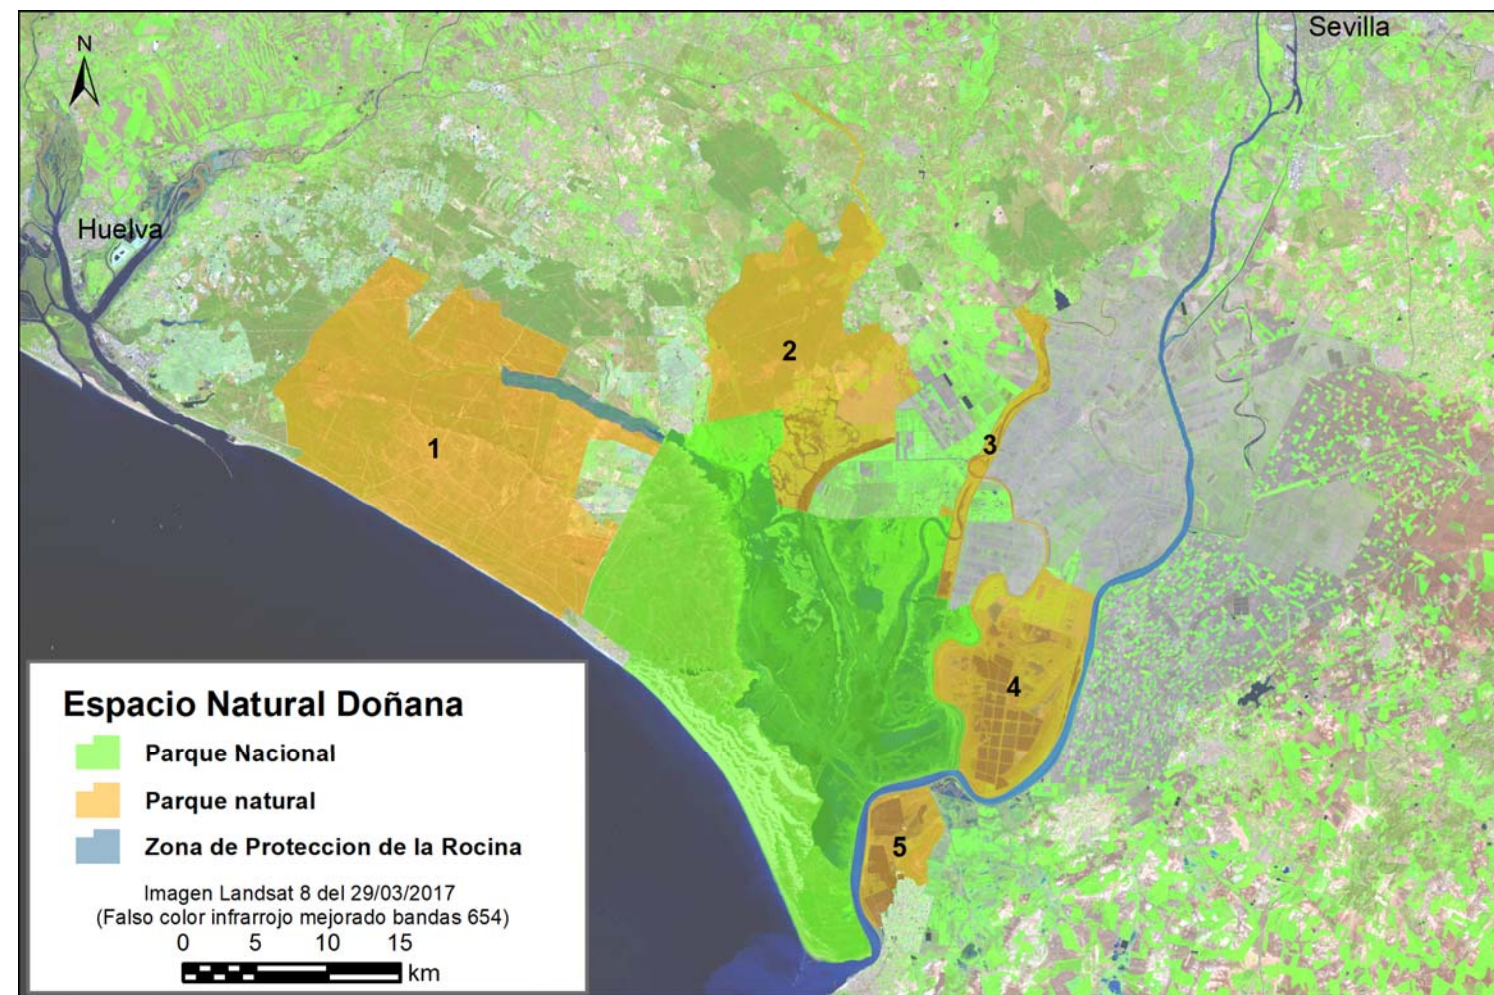 N
Sevilla
Huelva
2
3
1
4
5
Espacio Natural Doñana
Parque Nacional
Parque natural
Zona de Proteccion de la Rocina
Imagen Landsat 8 del 29/03/2017
(Falso color infrarrojo mejorado bandas 654)
0 5 10 15
km